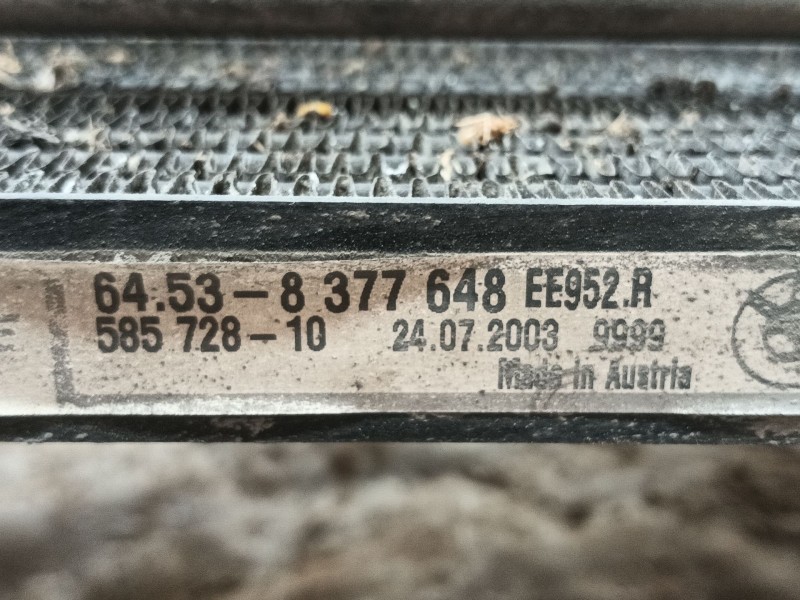 64.53-8 377 648 EE952.R
585 728-10 24.07.2003 9999
Made in Austria